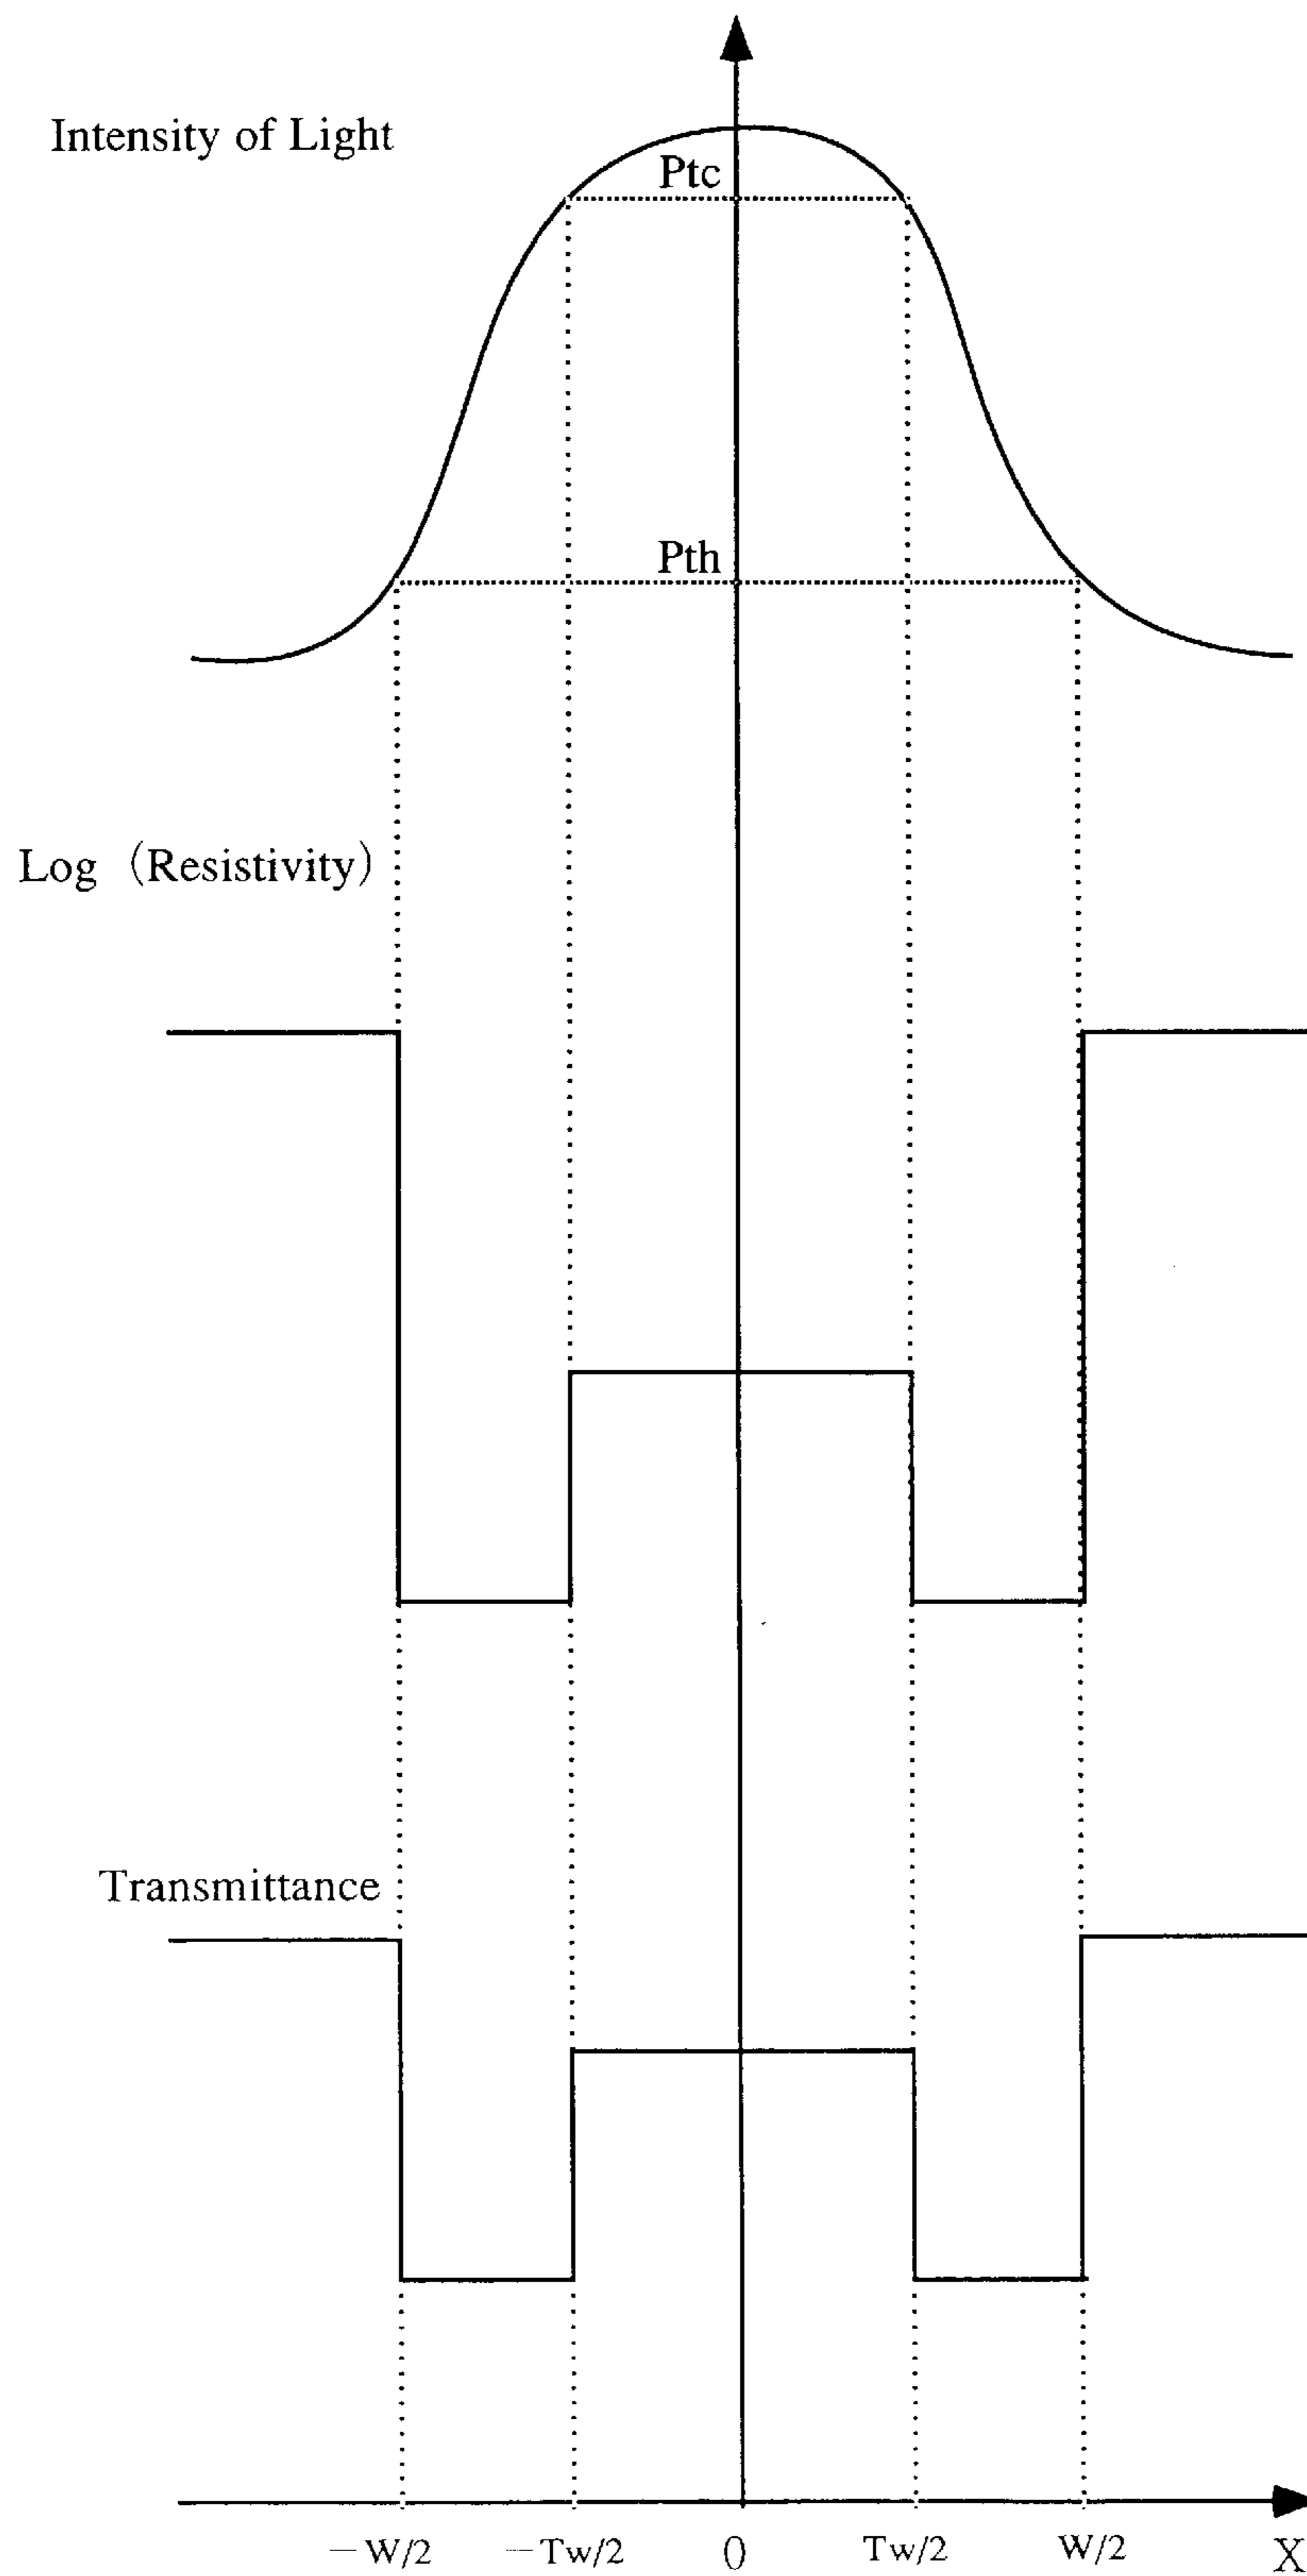 Intensity of Light
Ptc
Pth
Log (Resistivity)
Transmittance
−W/2 −Tw/2 0 Tw/2 W/2 X